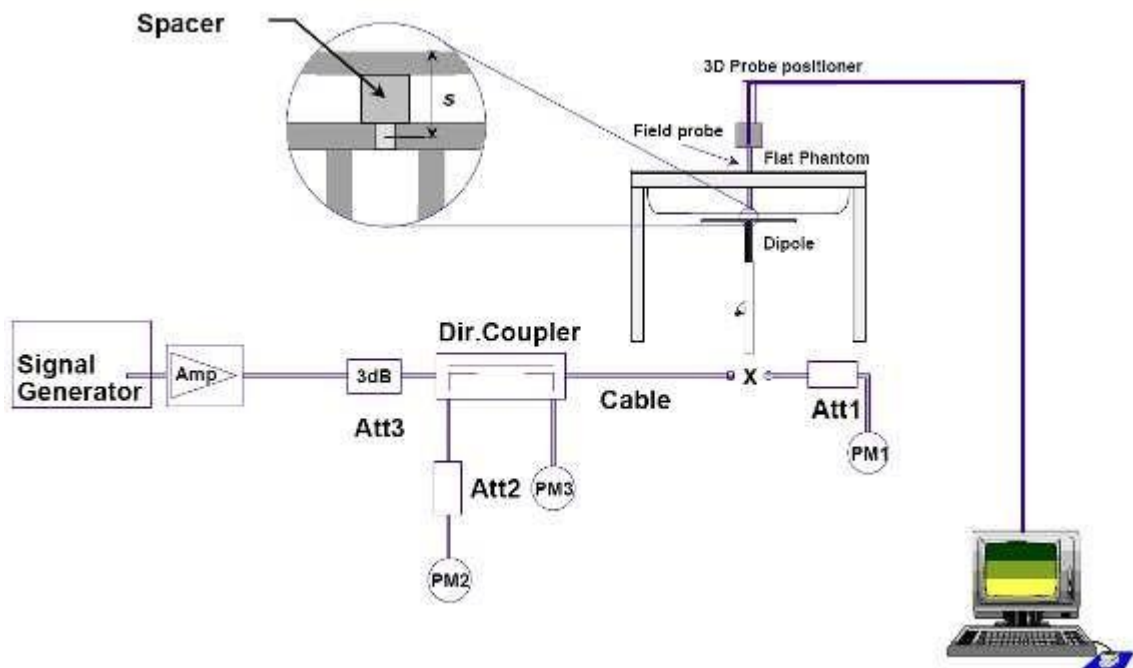 Spacer
s
3D Probe positioner
Field probe
Flat Phantom
Dipole
Dir.Coupler
Signal
Generator
Amp
3dB
Att3
Cable
X
Att1
PM1
Att2
PM3
PM2